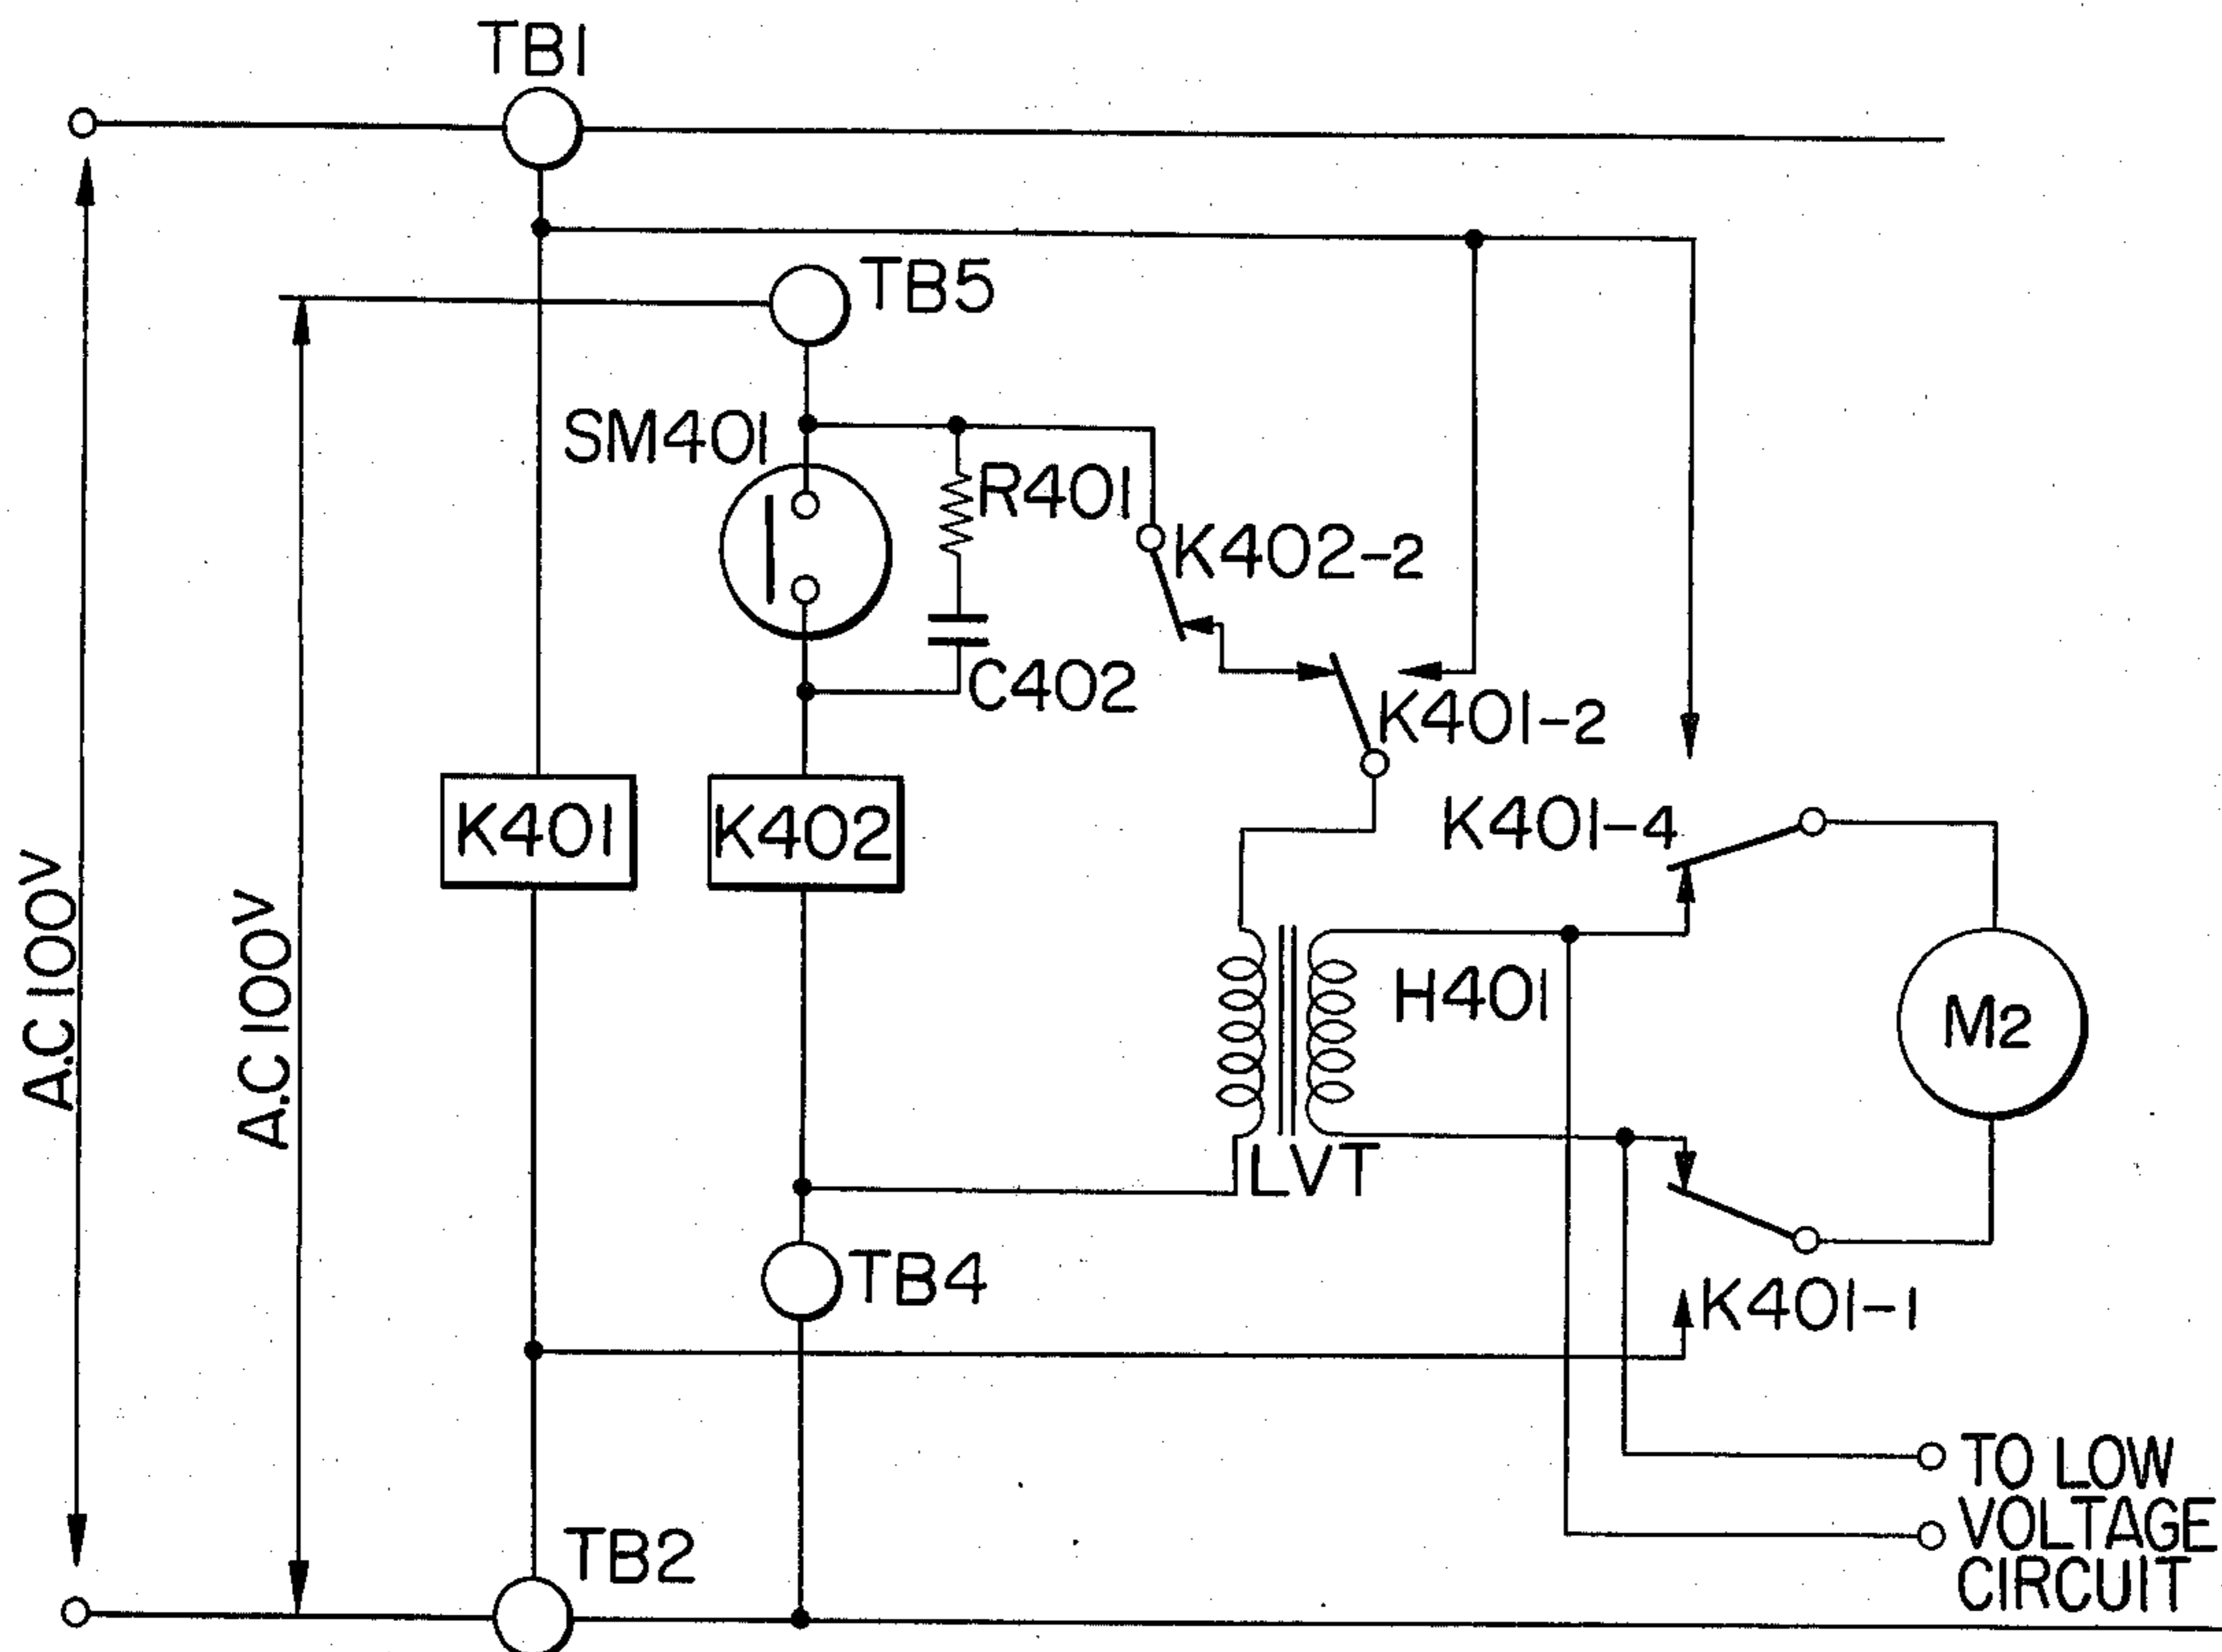 TB1
TB5
SM401
R401
K402-2
C402
K401-2
K401
K402
K401-4
A.C 100V
A.C 100V
H401
M2
LVT
TB4
K401-1
TO LOW
VOLTAGE
CIRCUIT
TB2